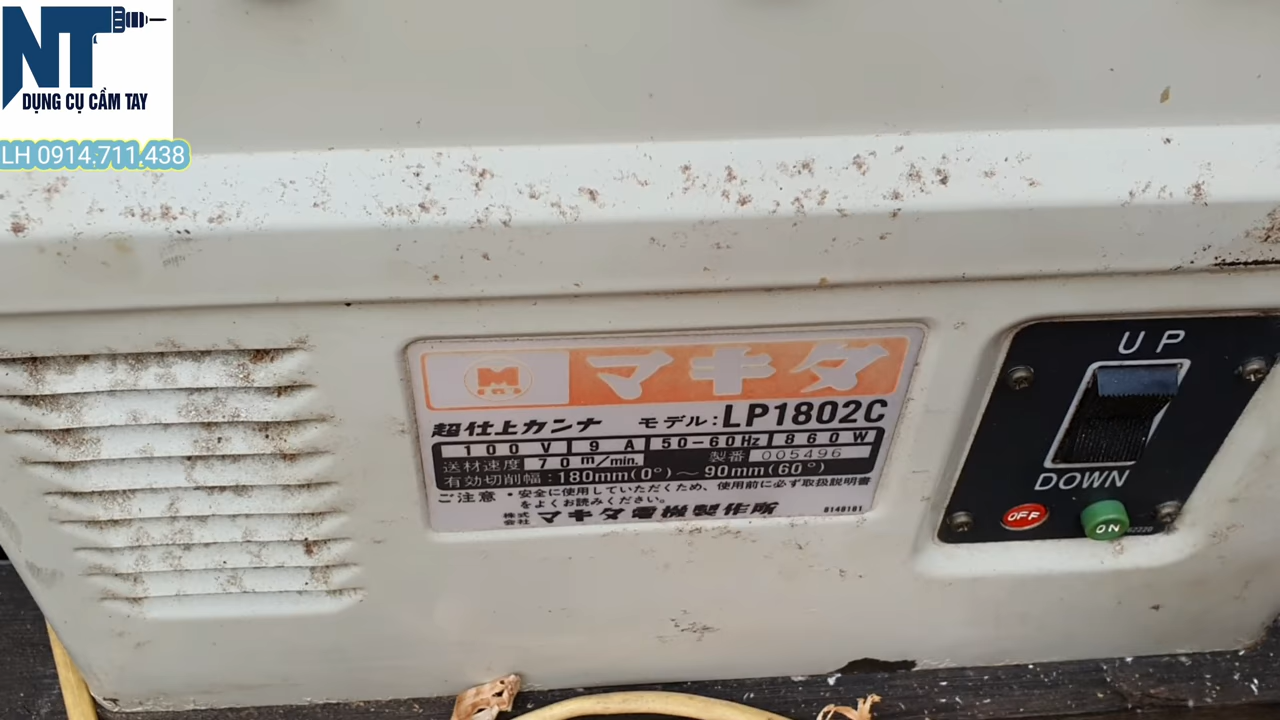 NT
DỤNG CỤ CẦM TAY
LH 0914.711.438
マキタ
超仕上カンナ モデル:LP1802C
100V 9A 50-60Hz 860W
送材速度 70m/min. 製番 005496
有効切削幅:180mm(0°)～90mm(60°)
ご注意・安全に使用していただくため、使用前に必ず取扱説明書
をよくお読みください。
株式会社 マキタ電機製作所
UP
DOWN
OFF
ON